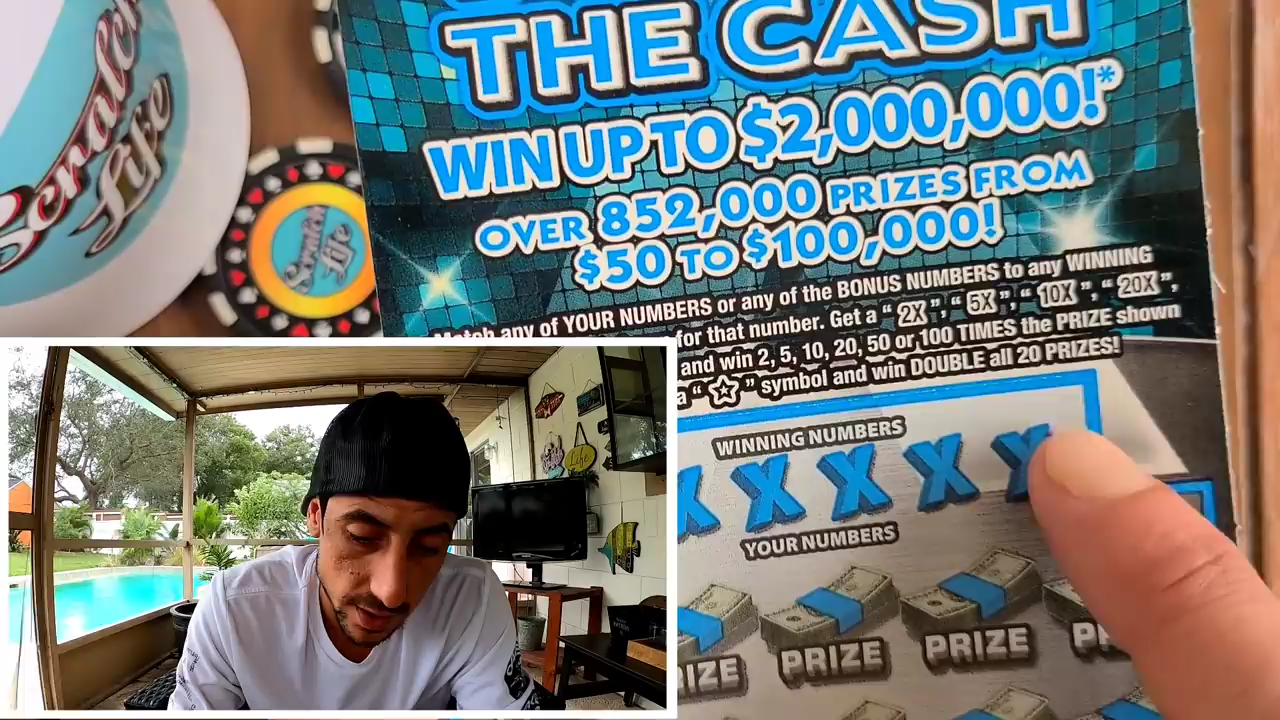 THE CASH
WIN UP TO $2,000,000!*
OVER 852,000 PRIZES FROM
$50 TO $100,000!
Match any of YOUR NUMBERS or any of the BONUS NUMBERS to any WINNING
for that number. Get a "2X", "5X", "10X", "20X",
and win 2, 5, 10, 20, 50 or 100 TIMES the PRIZE shown
a "☆" symbol and win DOUBLE all 20 PRIZES!
WINNING NUMBERS
X X X X X
YOUR NUMBERS
PRIZE PRIZE
Scratch
Life
Scratch
Life
Life